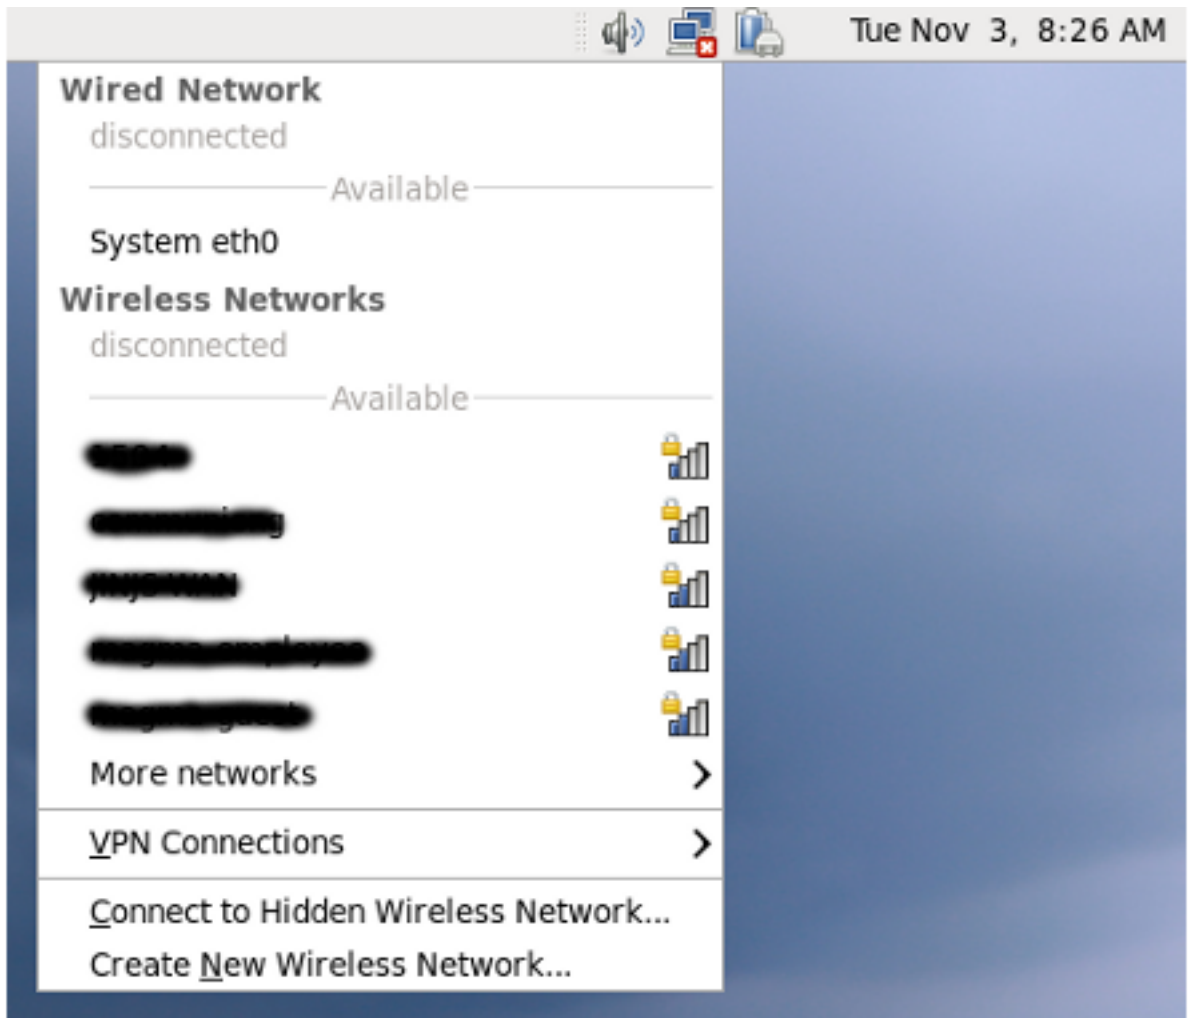 Tue Nov 3, 8:26 AM
Wired Network
disconnected
Available
System eth0
Wireless Networks
disconnected
Available
More networks
VPN Connections
Connect to Hidden Wireless Network...
Create New Wireless Network...